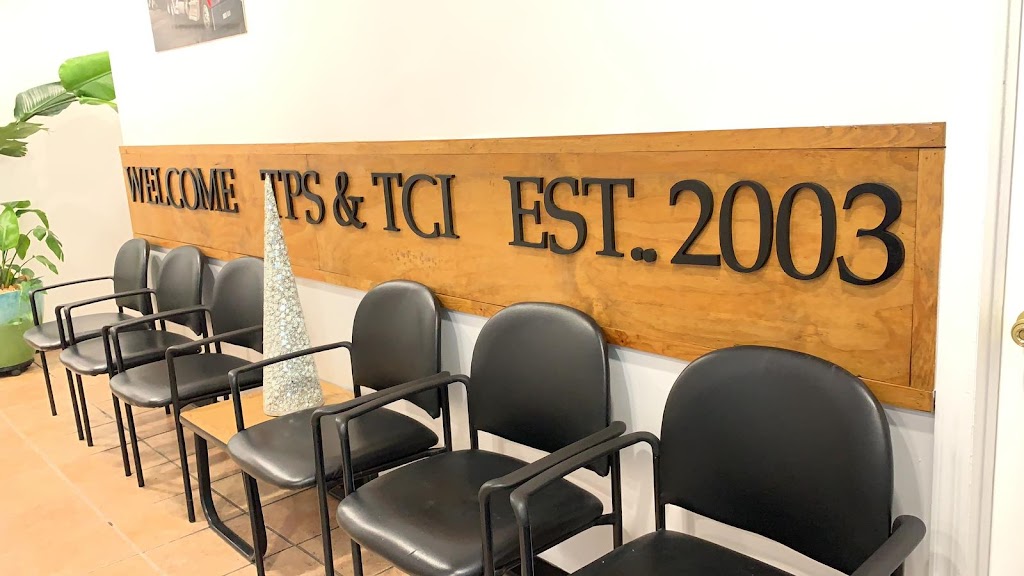 WELCOME TPS & TCI EST.. 2003